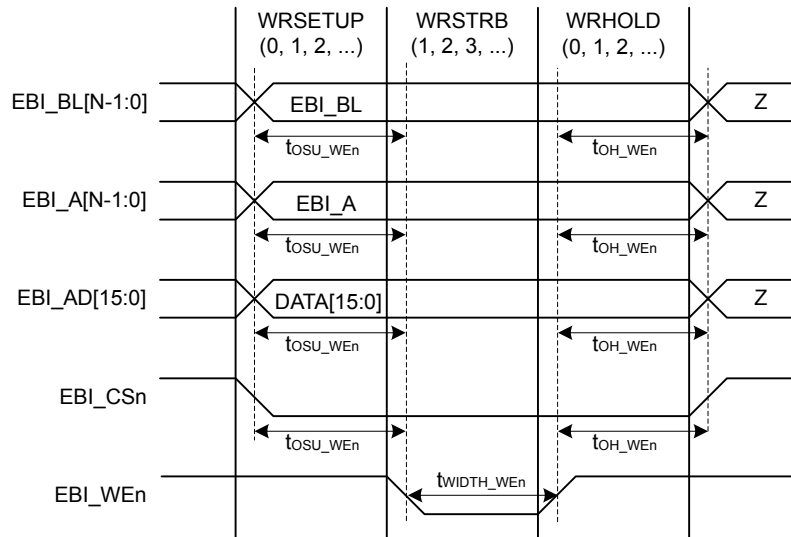 WRSETUP WRSTRB WRHOLD
(0, 1, 2, ...) (1, 2, 3, ...) (0, 1, 2, ...)
EBI_BL[N-1:0] EBI_BL Z
tOSU_WEn tOH_WEn
EBI_A[N-1:0] EBI_A Z
tOSU_WEn tOH_WEn
EBI_AD[15:0] DATA[15:0] Z
tOSU_WEn tOH_WEn
EBI_CSn
tOSU_WEn tOH_WEn
EBI_WEn tWIDTH_WEn